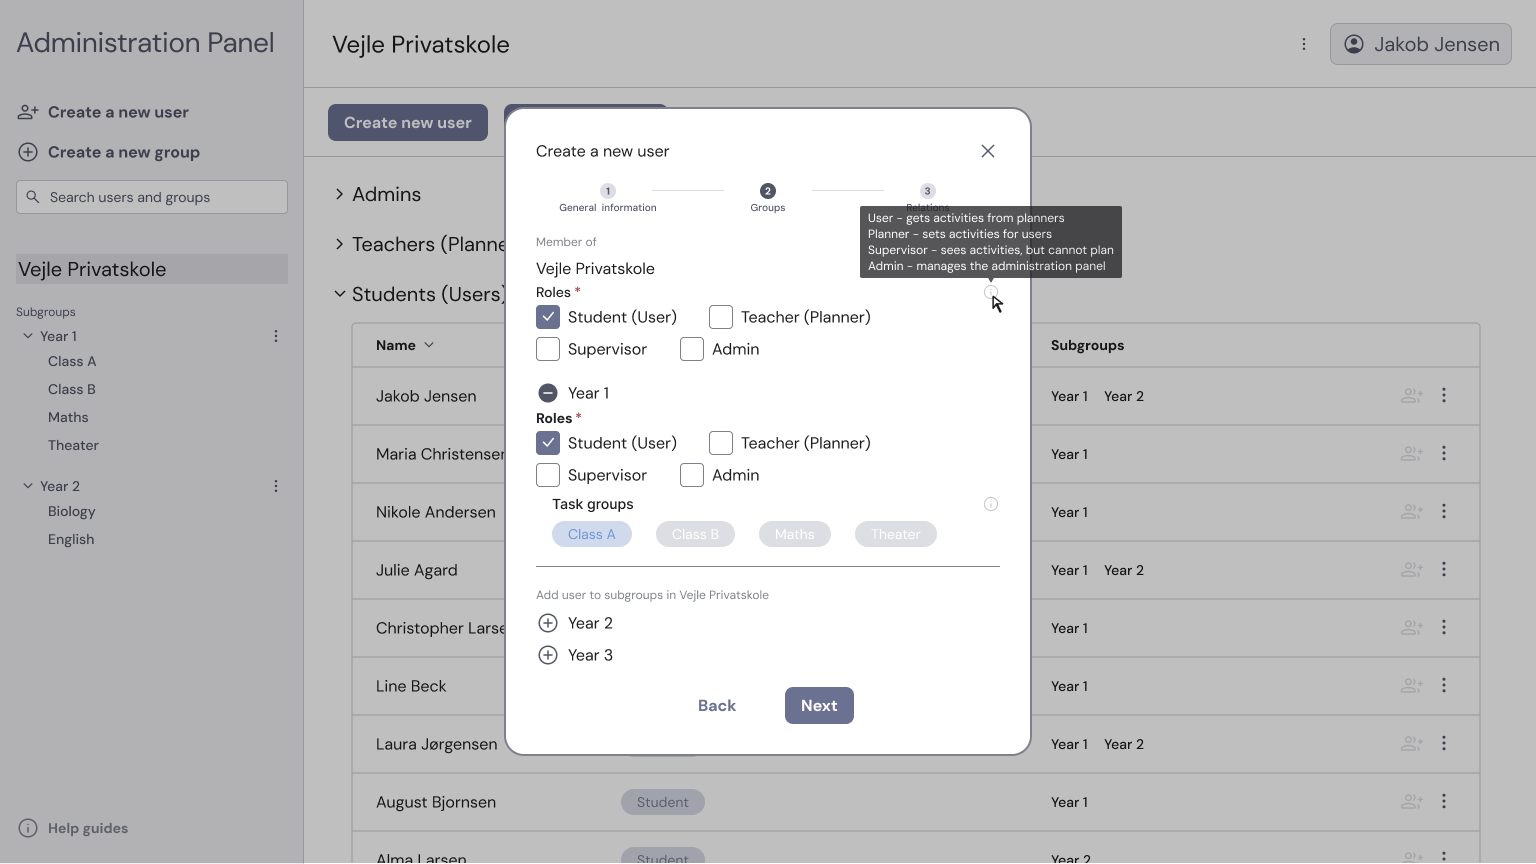 Administration Panel
Create a new user
Create a new group
Search users and groups
Vejle Privatskole
Subgroups
Year 1
Class A
Class B
Maths
Theater
Year 2
Biology
English
Help guides
Vejle Privatskole
Jakob Jensen
Create new user
Admins
Teachers (Planne
Students (Users)
Name
Subgroups
Jakob Jensen
Year 1 Year 2
Maria Christensen
Year 1
Nikole Andersen
Year 1
Julie Agard
Year 1 Year 2
Christopher Larse
Year 1
Line Beck
Year 1
Laura Jørgensen
Year 1 Year 2
August Bjornsen
Student
Year 1
Alma Larsen
Student
Year 2
Create a new user
1
2
3
General information
Groups
Relations
User - gets activities from planners
Planner - sets activities for users
Supervisor - sees activities, but cannot plan
Admin - manages the administration panel
Member of
Vejle Privatskole
Roles *
Student (User)
Teacher (Planner)
Supervisor
Admin
Year 1
Roles *
Student (User)
Teacher (Planner)
Supervisor
Admin
Task groups
Class A
Class B
Maths
Theater
Add user to subgroups in Vejle Privatskole
Year 2
Year 3
Back
Next